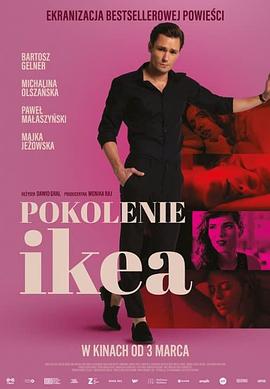 EKRANIZACJA BESTSELLEROWEJ POWIEŚCI
BARTOSZ
GELNER
MICHALINA
OLSZAŃSKA
PAWEŁ
MAŁASZYŃSKI
MAJKA
JEŻOWSKA
REŻYSER DAWID GRAL PRODUCENTKA MONIKA RAJ
POKOLENIE
ikea
W KINACH OD 3 MARCA